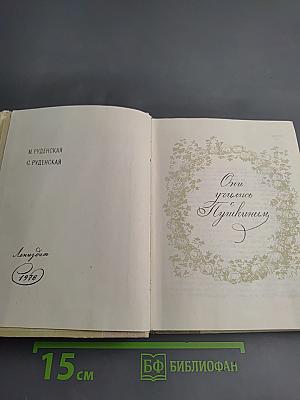 М. РУДЕНСКАЯ
С. РУДЕНСКАЯ
Лениздат
1976
Они
учились
с
Пушкиным
15 см
БФ БИБЛИОФАН